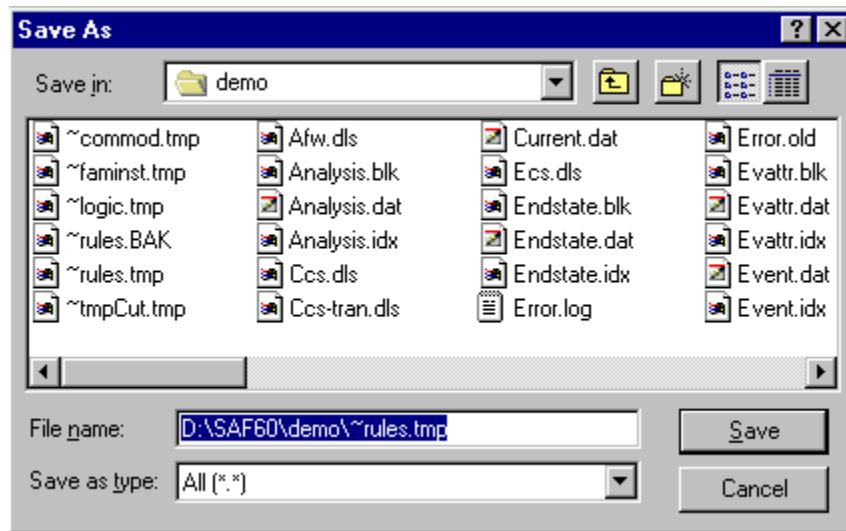 Save As
Save in: demo
~commod.tmp Afw.dls Current.dat Error.old
~faminst.tmp Analysis.blk Ecs.dls Evattr.blk
~logic.tmp Analysis.dat Endstate.blk Evattr.dat
~rules.BAK Analysis.idx Endstate.dat Evattr.idx
~rules.tmp Ccs.dls Endstate.idx Event.dat
~tmpCut.tmp Ccs-tran.dls Error.log Event.idx
File name: D:\SAF60\demo\~rules.tmp Save
Save as type: All (*.*) Cancel